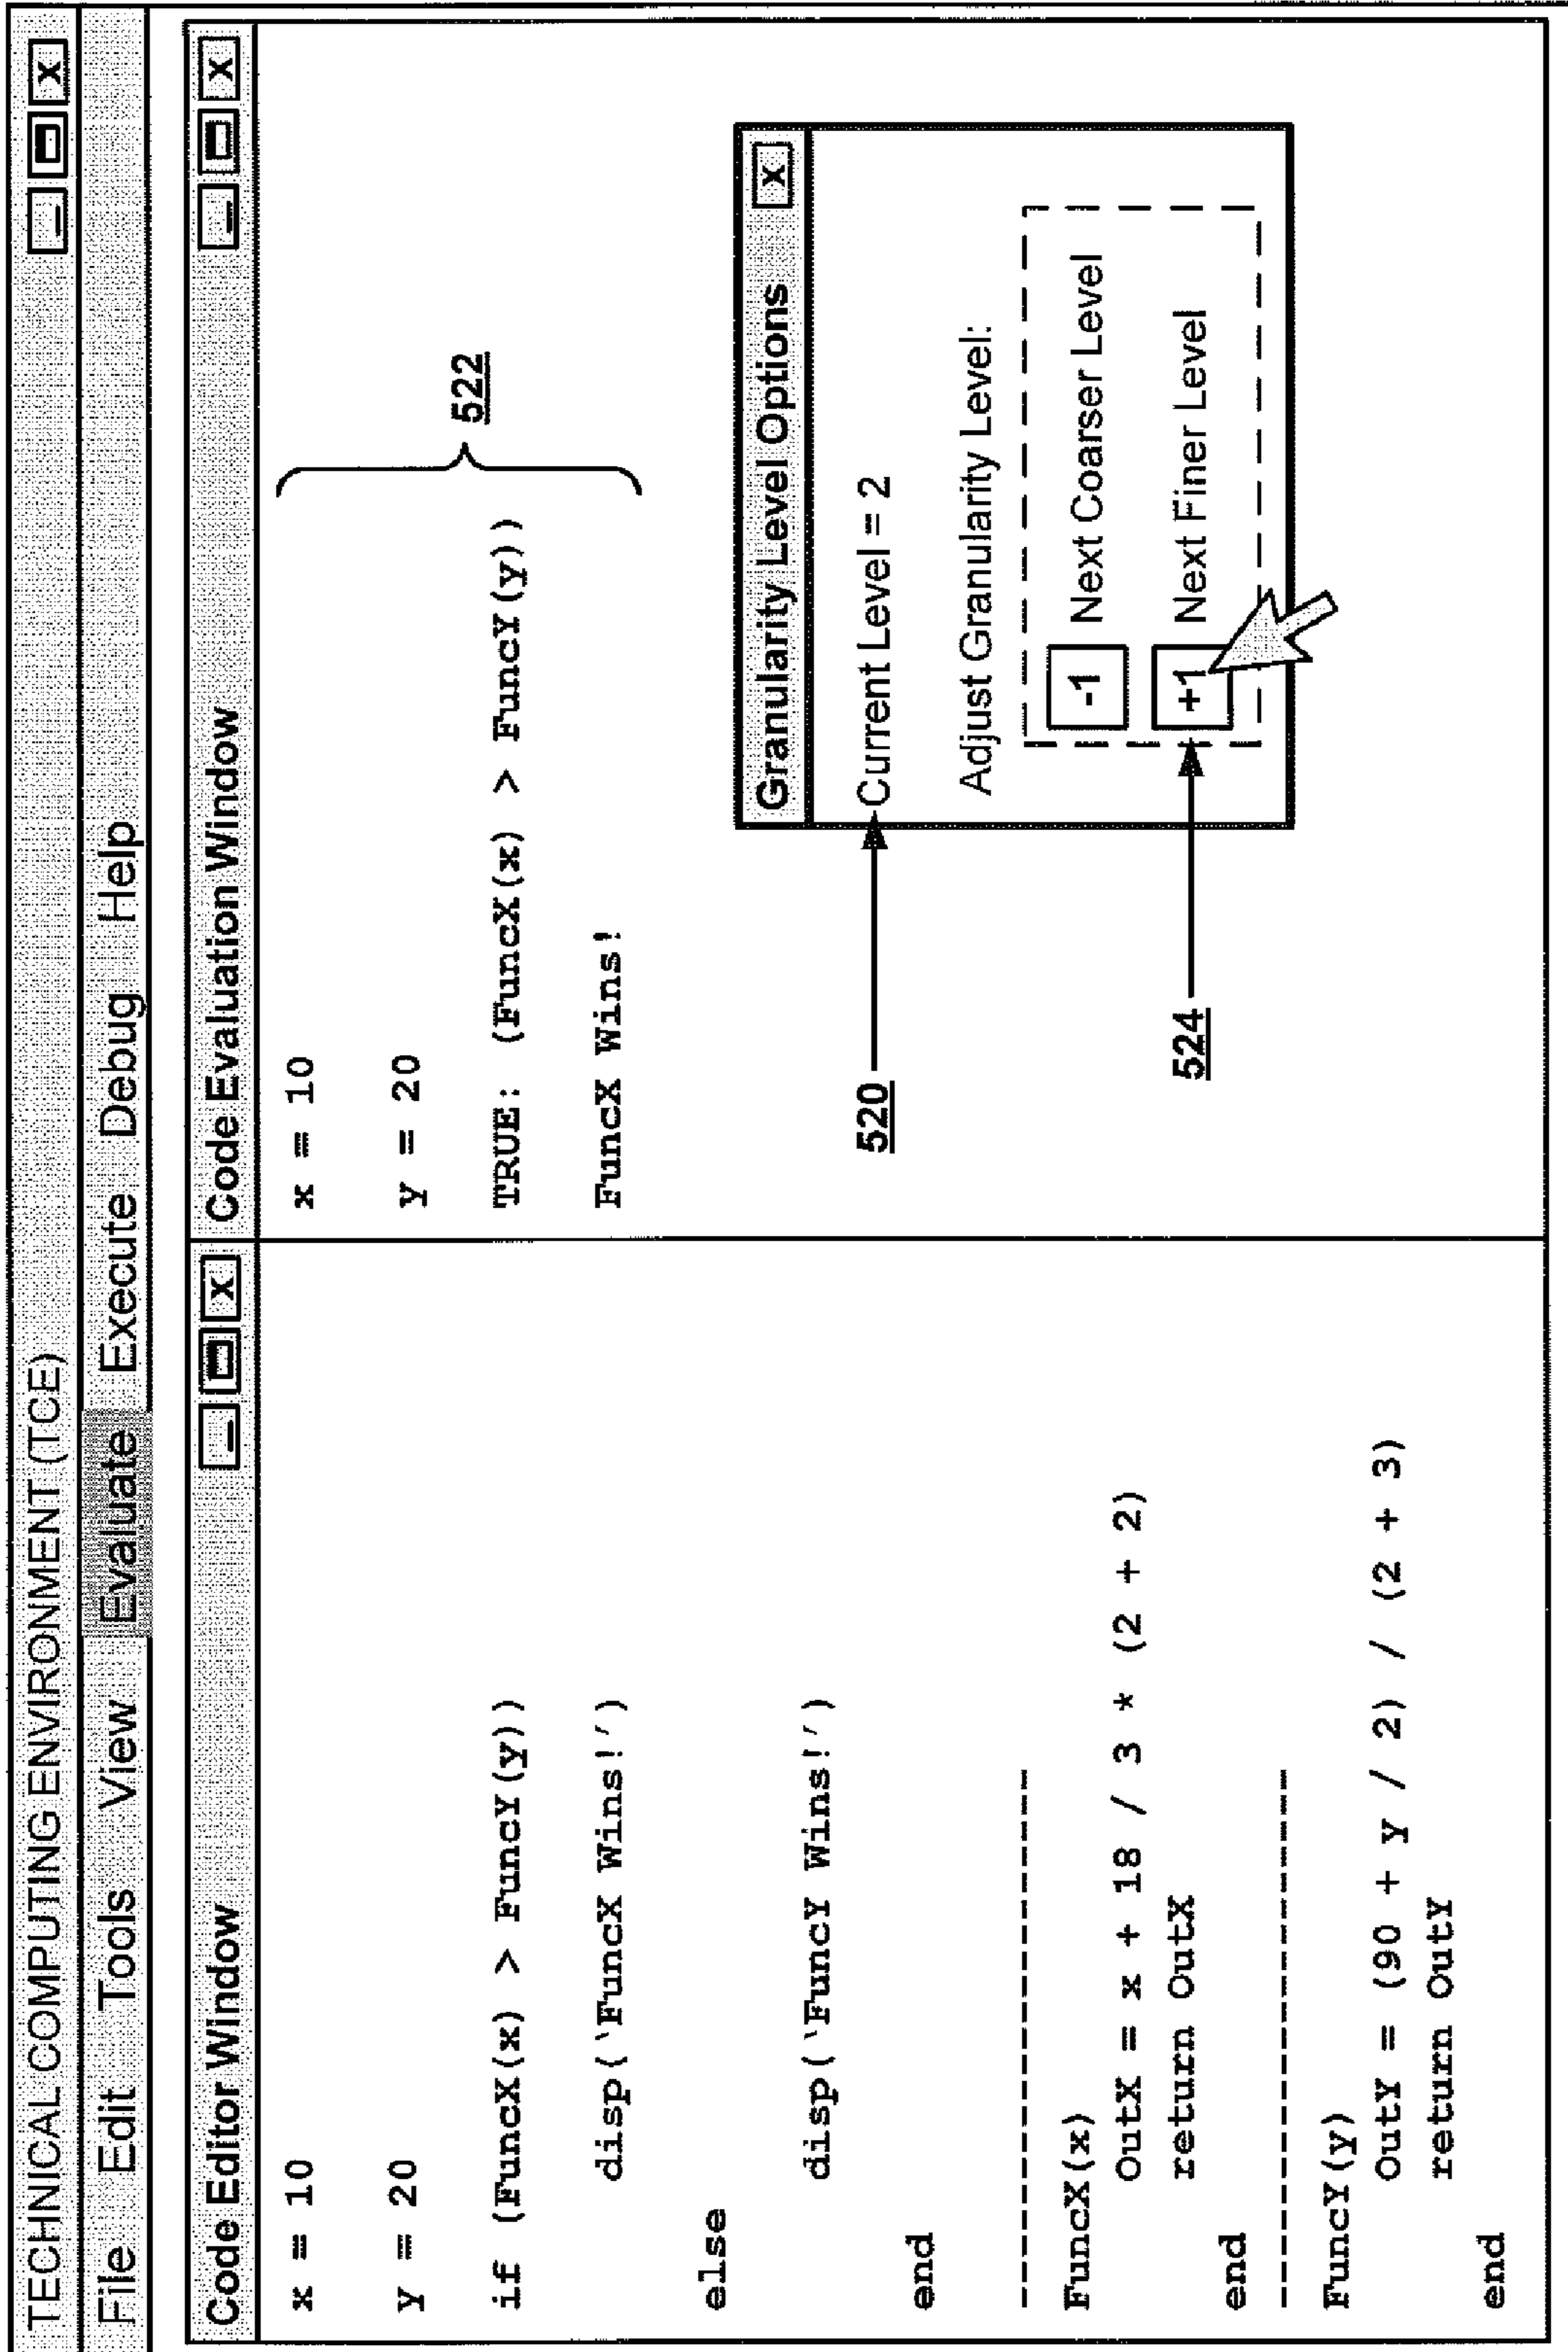 TECHNICAL COMPUTING ENVIRONMENT (TCE) _ X
File Edit Tools View Evaluate Execute Debug Help
Code Editor Window _ X
x = 10
y = 20
if (FuncX(x) > FuncY(y))
disp(‘FuncX Wins!’)
else
disp(‘FuncY Wins!’)
end
--------------------------
FuncX(x)
OutX = x + 18 / 3 * (2 + 2)
return OutX
end
--------------------------
FuncY(y)
OutY = (90 + y / 2) / (2 + 3)
return OutY
end
Code Evaluation Window _ X
x = 10
y = 20
TRUE: (FuncX(x) > FuncY(y))
FuncX Wins!
522
Granularity Level Options X
520
Current Level = 2
Adjust Granularity Level:
-1 Next Coarser Level
524
+1 Next Finer Level